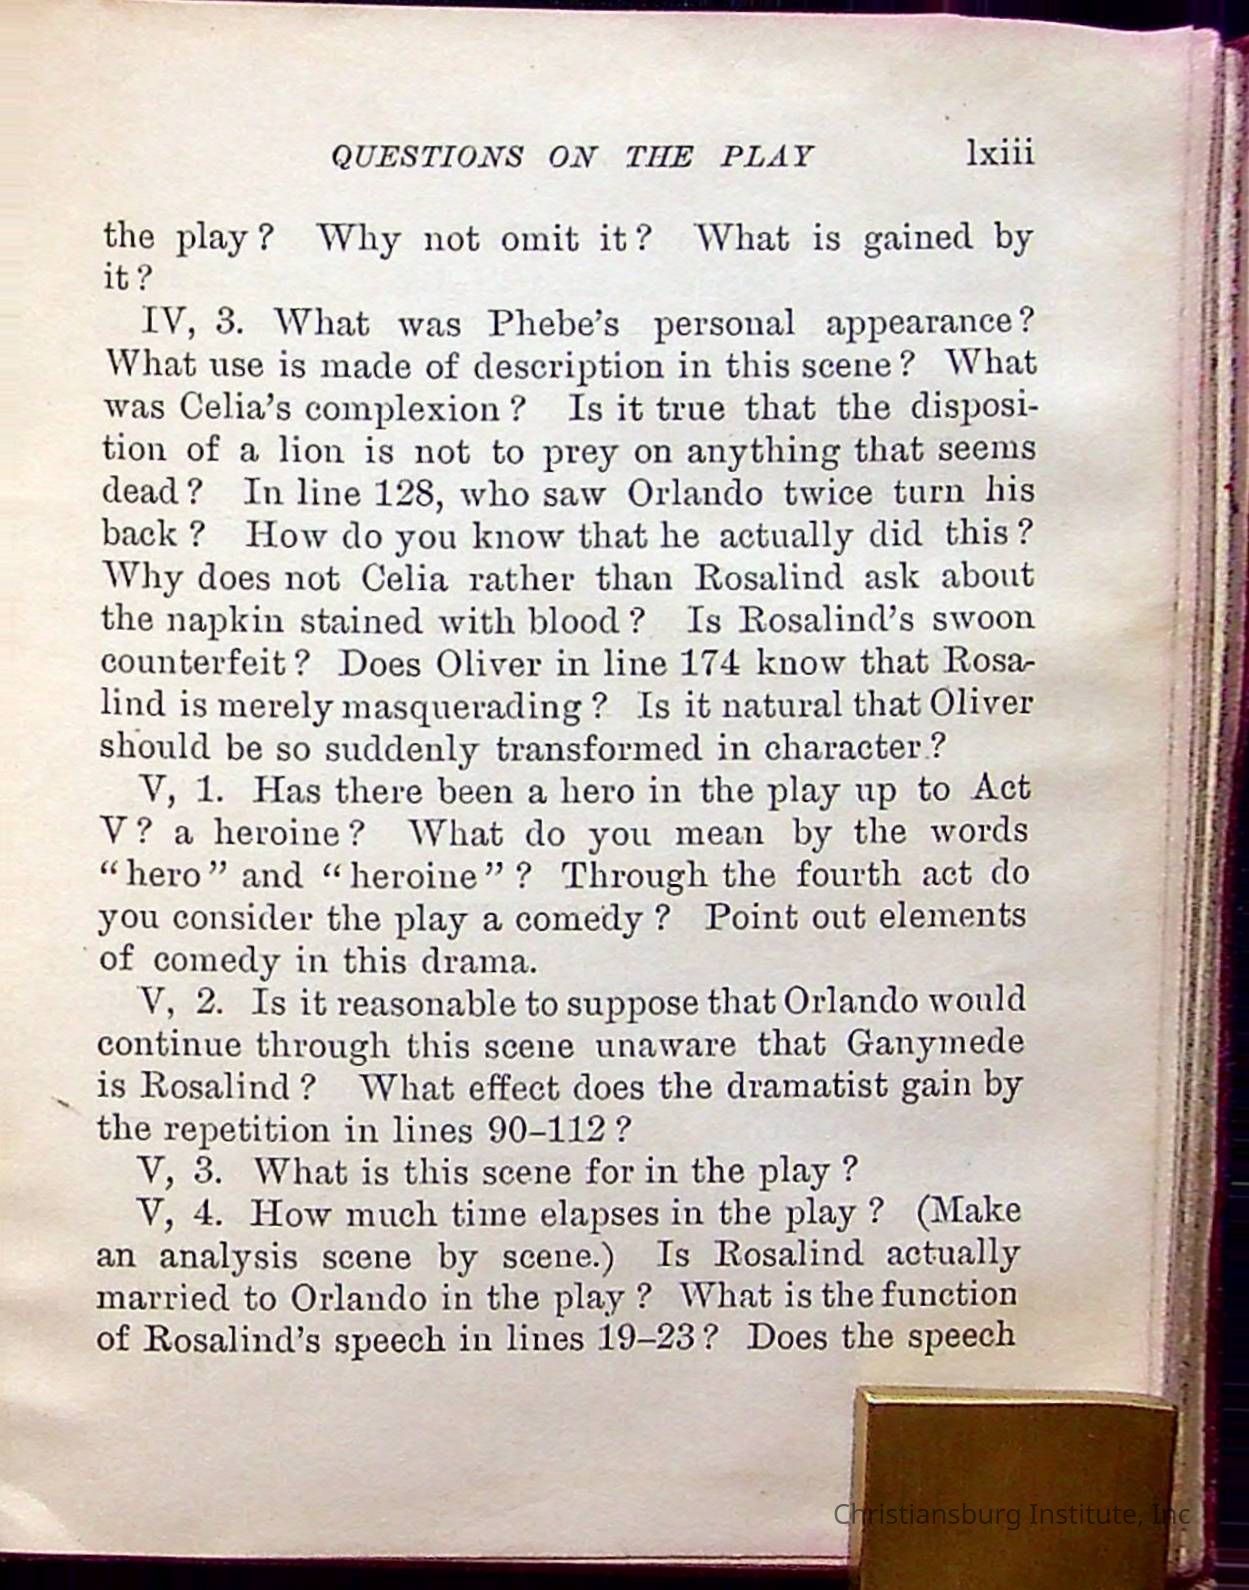 QUESTIONS ON THE PLAY lxiii
the play? Why not omit it? What is gained by
it?
IV, 3. What was Phebe's personal appearance?
What use is made of description in this scene? What
was Celia's complexion? Is it true that the disposi-
tion of a lion is not to prey on anything that seems
dead? In line 128, who saw Orlando twice turn his
back? How do you know that he actually did this?
Why does not Celia rather than Rosalind ask about
the napkin stained with blood? Is Rosalind's swoon
counterfeit? Does Oliver in line 174 know that Rosa-
lind is merely masquerading? Is it natural that Oliver
should be so suddenly transformed in character?
V, 1. Has there been a hero in the play up to Act
V? a heroine? What do you mean by the words
"hero" and "heroine"? Through the fourth act do
you consider the play a comedy? Point out elements
of comedy in this drama.
V, 2. Is it reasonable to suppose that Orlando would
continue through this scene unaware that Ganymede
is Rosalind? What effect does the dramatist gain by
the repetition in lines 90–112?
V, 3. What is this scene for in the play?
V, 4. How much time elapses in the play? (Make
an analysis scene by scene.) Is Rosalind actually
married to Orlando in the play? What is the function
of Rosalind's speech in lines 19–23? Does the speech
Christiansburg Institute, Inc